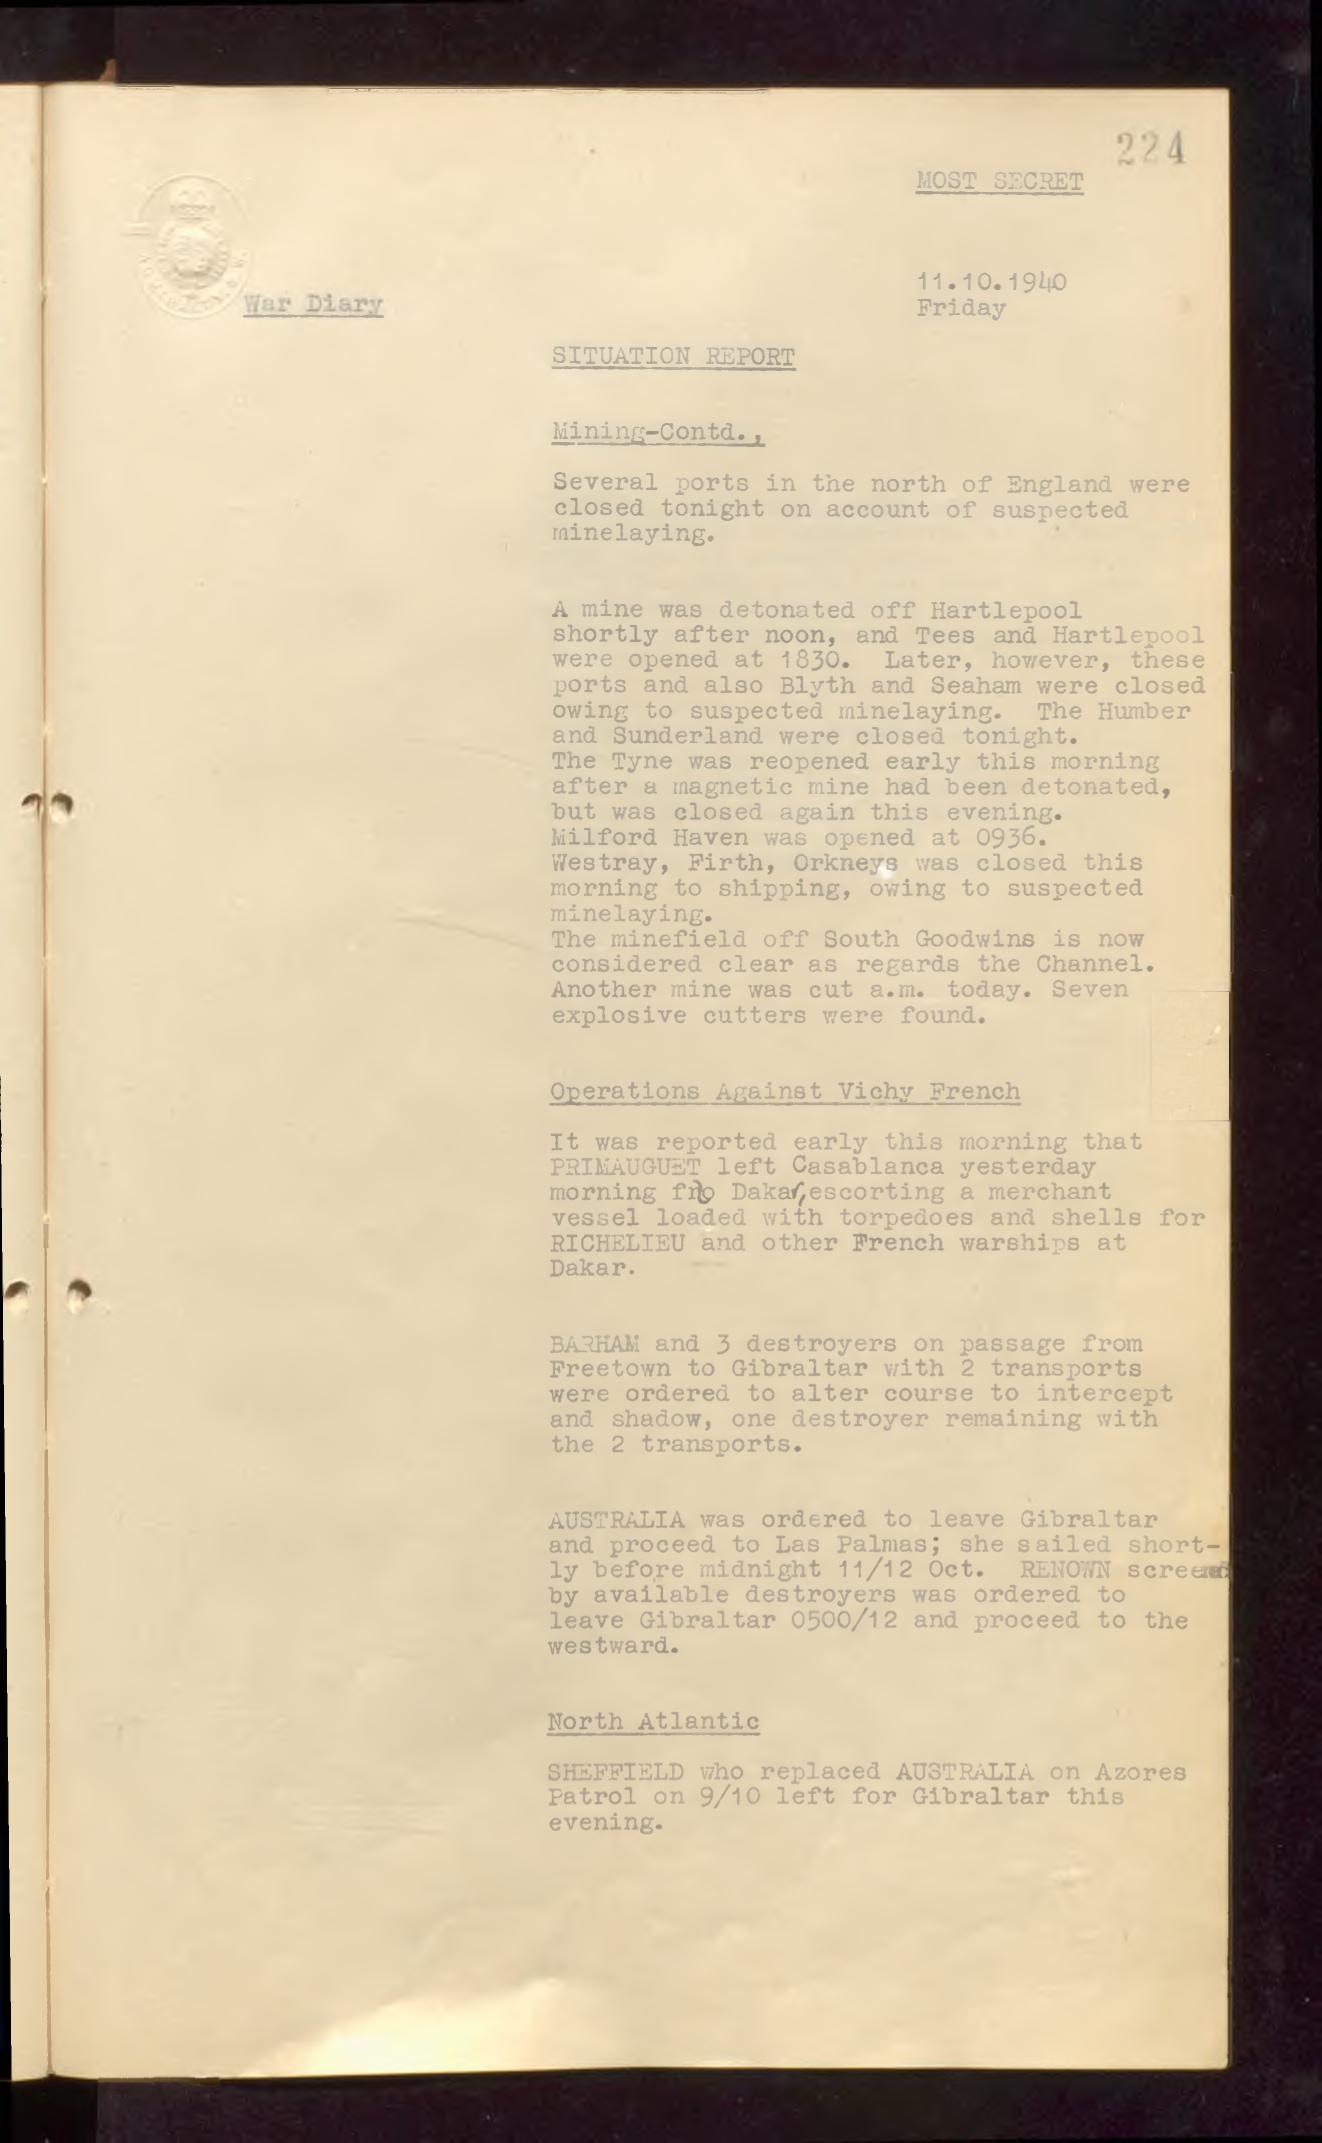 224
MOST SECRET
11.10.1940
Friday
War Diary
SITUATION REPORT
Mining-Contd.,
Several ports in the north of England were
closed tonight on account of suspected
minelaying.
A mine was detonated off Hartlepool
shortly after noon, and Tees and Hartlepool
were opened at 1830. Later, however, these
ports and also Blyth and Seaham were closed
owing to suspected minelaying. The Humber
and Sunderland were closed tonight.
The Tyne was reopened early this morning
after a magnetic mine had been detonated,
but was closed again this evening.
Milford Haven was opened at 0936.
Westray, Firth, Orkneys was closed this
morning to shipping, owing to suspected
minelaying.
The minefield off South Goodwins is now
considered clear as regards the Channel.
Another mine was cut a.m. today. Seven
explosive cutters were found.
Operations Against Vichy French
It was reported early this morning that
PRIMAUGUET left Casablanca yesterday
morning Dakar, escorting a merchant
vessel loaded with torpedoes and shells for
RICHELIEU and other French warships at
Dakar.
BARHAM and 3 destroyers on passage from
Freetown to Gibraltar with 2 transports
were ordered to alter course to intercept
and shadow, one destroyer remaining with
the 2 transports.
AUSTRALIA was ordered to leave Gibraltar
and proceed to Las Palmas; she sailed short-
ly before midnight 11/12 Oct. RENOWN
by available destroyers was ordered to
leave Gibraltar 0500/12 and proceed to the
westward.
North Atlantic
SHEFFIELD who replaced AUSTRALIA on Azores
Patrol on 9/10 left for Gibraltar this
evening.